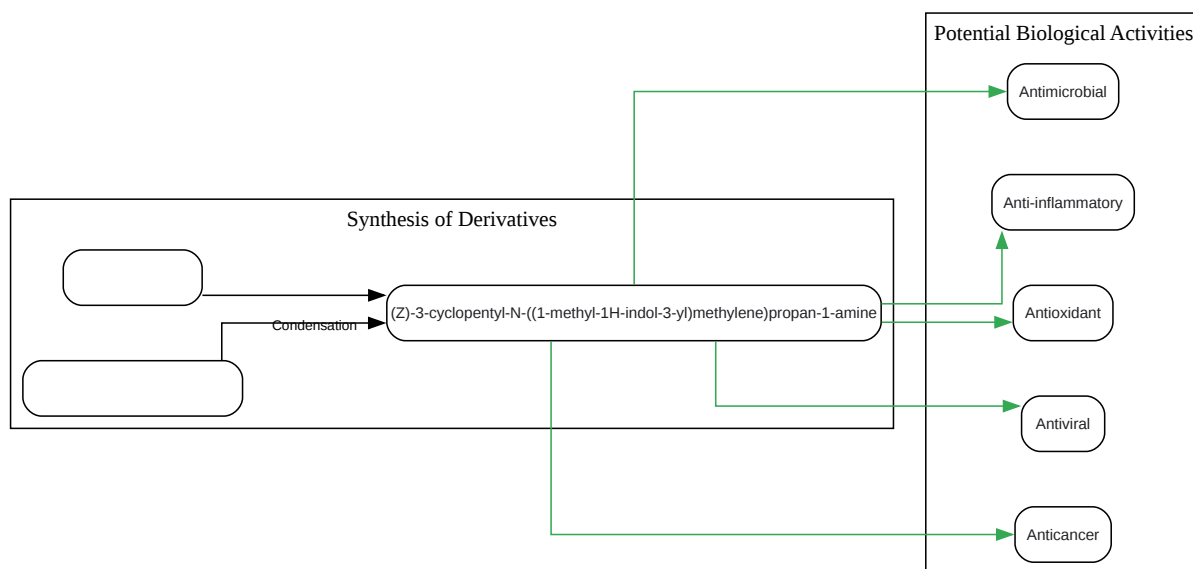 Potential Biological Activities
Antimicrobial
Anti-inflammatory
Synthesis of Derivatives
(Z)-3-cyclopentyl-N-((1-methyl-1H-indol-3-yl)methylene)propan-1-amine
Condensation
Antioxidant
Antiviral
Anticancer